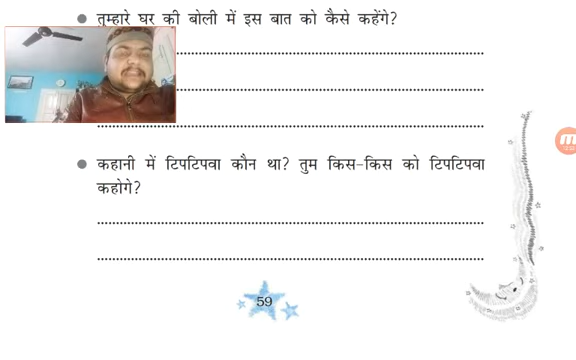 तुम्हारे घर की बोली में इस बात को कैसे कहेंगे?
कहानी में टिपटिपवा कौन था? तुम किस-किस को टिपटिपवा
कहोगे?
59